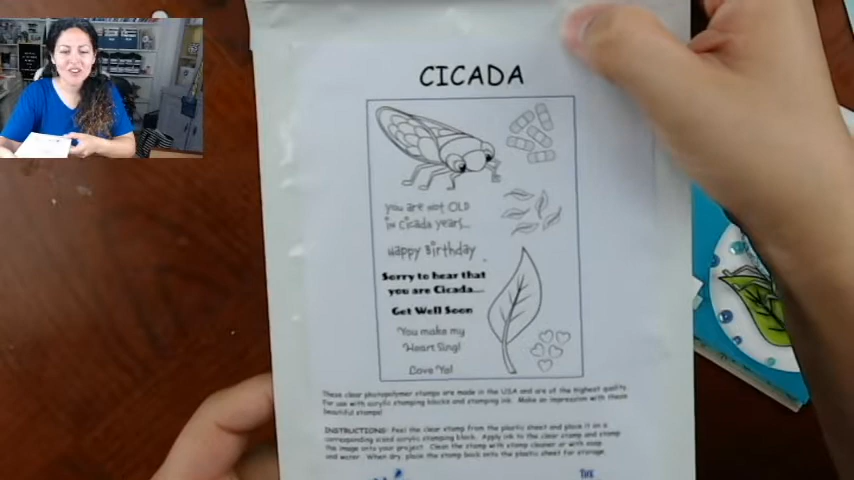 CICADA
you are not OLD
in Cicada years...
Happy Birthday
Sorry to hear that
you are Cicada...
Get Well Soon
You make my
Heart Sing!
Love Ya!
These clear photopolymer stamps are made in the USA and are of the highest quality
for use with acrylic stamping blocks and stamping ink. Make an impression with these
beautiful stamps!
INSTRUCTIONS: Peel the clear stamp from the plastic sheet and place it on a
corresponding sized acrylic stamping block. Apply ink to the clear stamp and stamp
the image onto your project. Clean the stamp with stamp cleaner or with soap
and water. When dry, place the stamp back onto the plastic sheet for storage.
THE